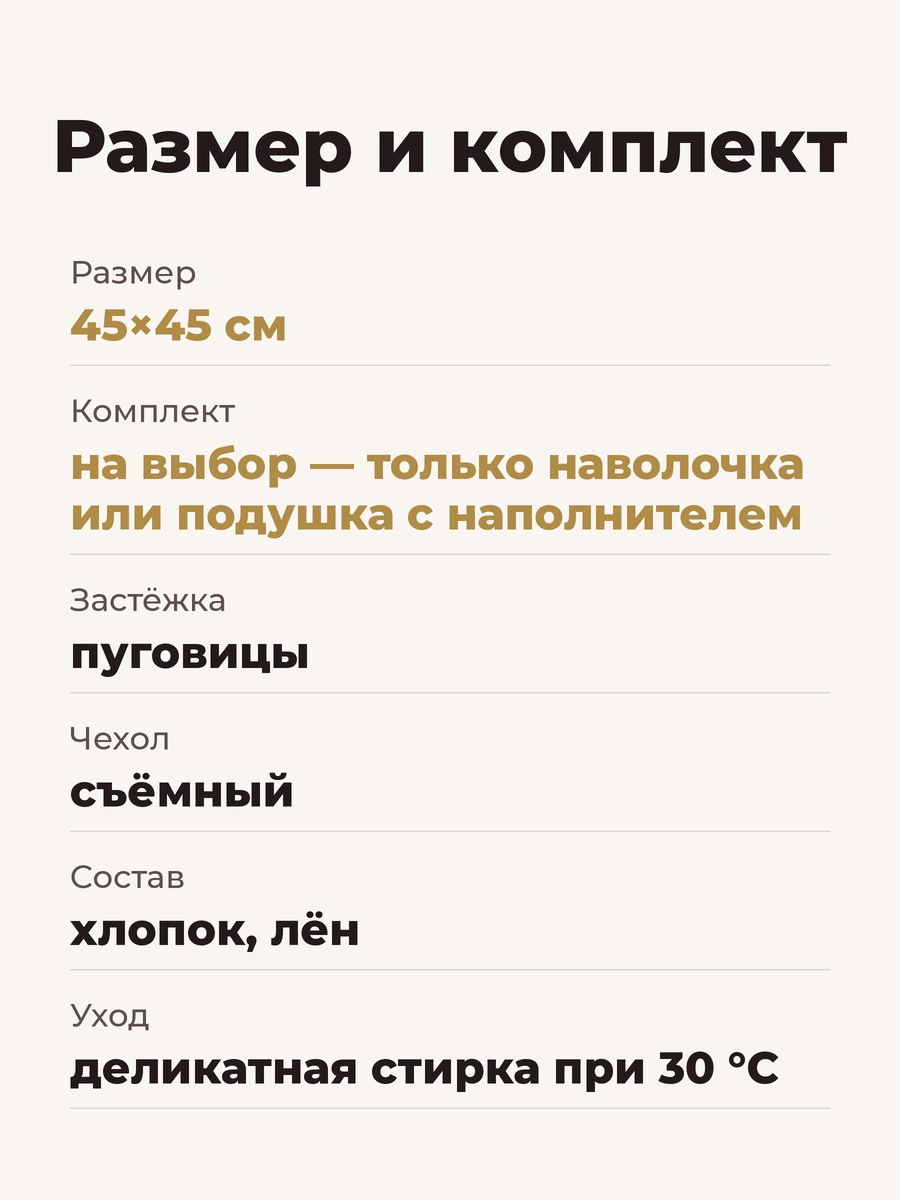 Размер и комплект
Размер
45×45 см
Комплект
на выбор — только наволочка
или подушка с наполнителем
Застёжка
пуговицы
Чехол
съёмный
Состав
хлопок, лён
Уход
деликатная стирка при 30 °C